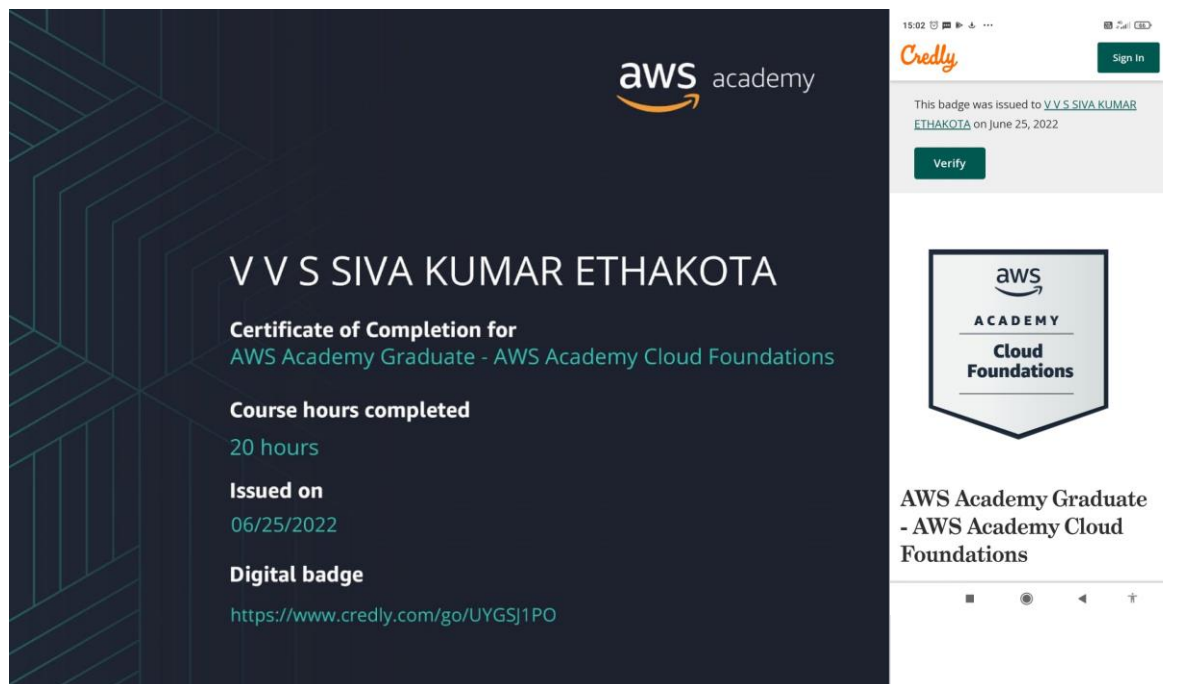 aws academy
V V S SIVA KUMAR ETHAKOTA
Certificate of Completion for
AWS Academy Graduate - AWS Academy Cloud Foundations
Course hours completed
20 hours
Issued on
06/25/2022
Digital badge
https://www.credly.com/go/UYGSJ1PO
15:02
Credly
Sign In
This badge was issued to V V S SIVA KUMAR
ETHAKOTA on June 25, 2022
Verify
aws
ACADEMY
Cloud
Foundations
AWS Academy Graduate
- AWS Academy Cloud
Foundations